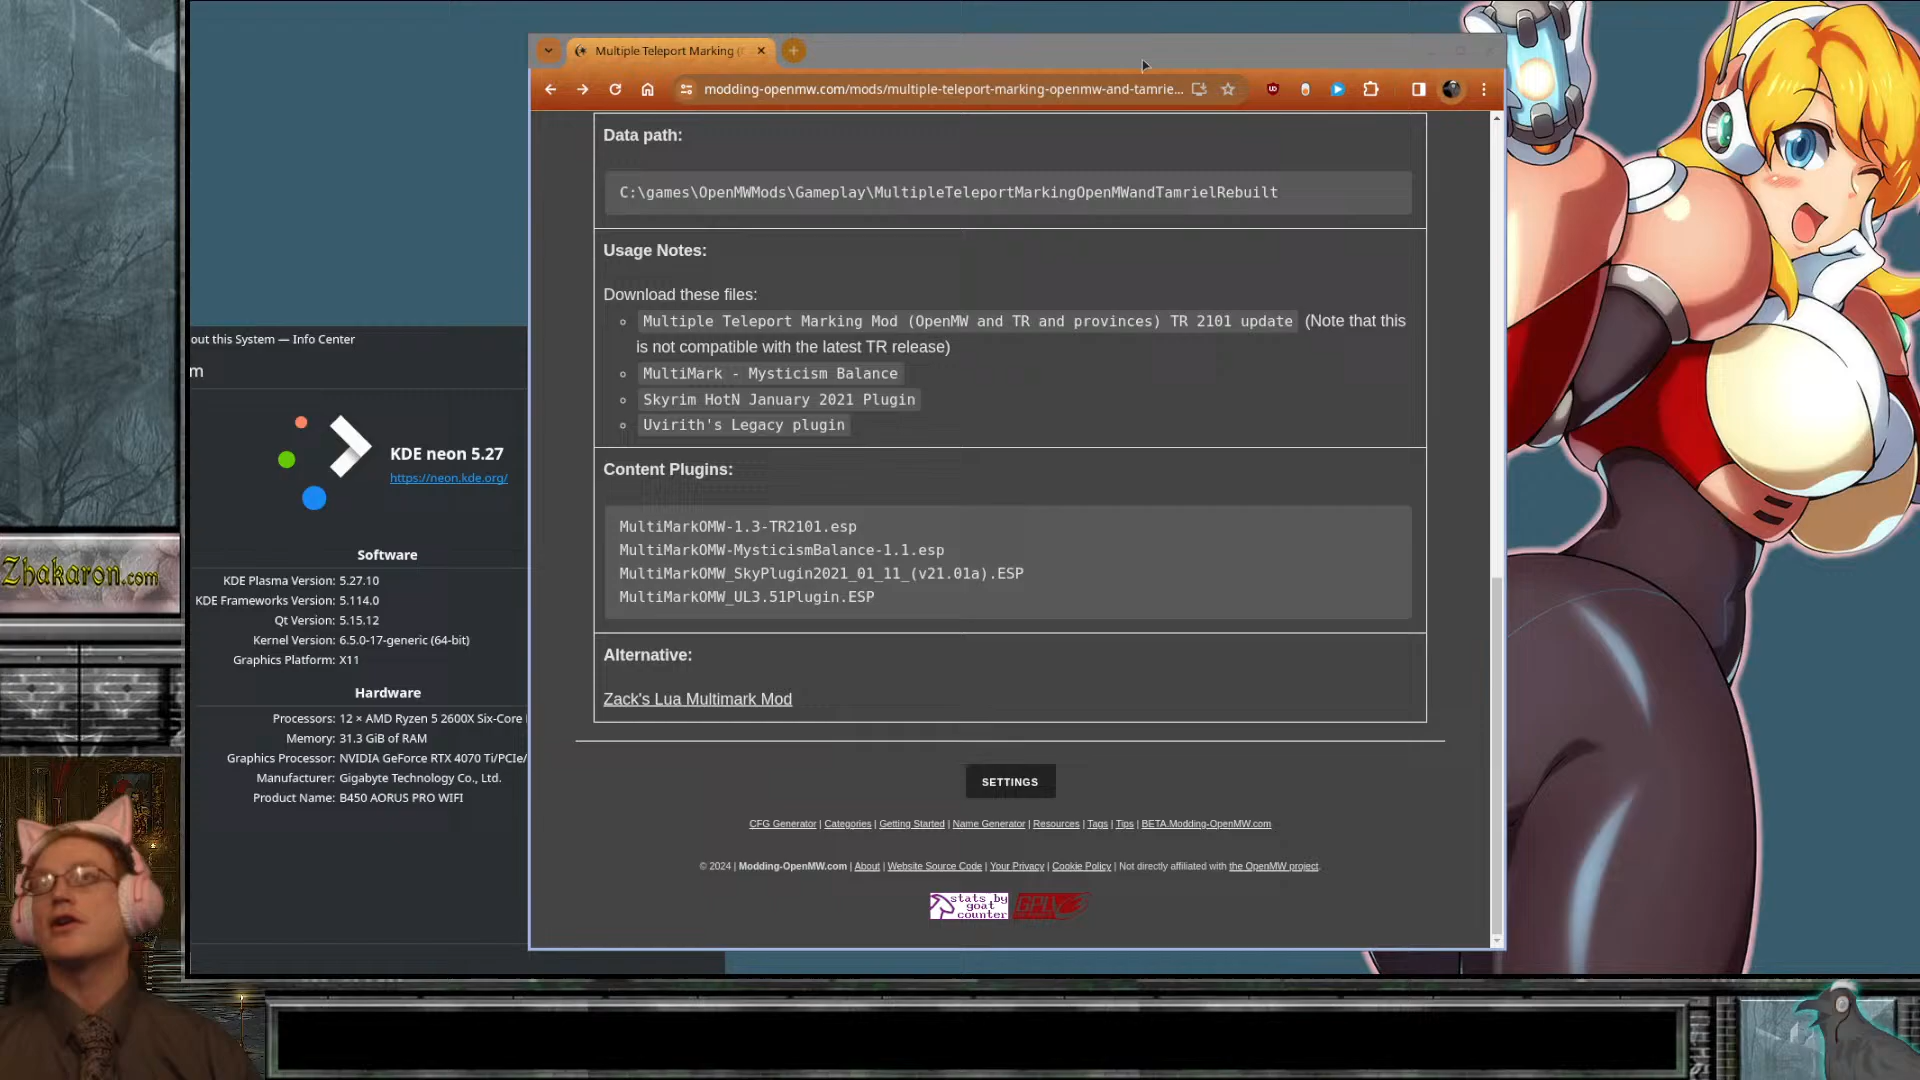 Multiple Teleport Marking (
modding-openmw.com/mods/multiple-teleport-marking-openmw-and-tamrie...
Data path:
C:\games\OpenMWMods\Gameplay\MultipleTeleportMarkingOpenMWandTamrielRebuilt
Usage Notes:
Download these files:
Multiple Teleport Marking Mod (OpenMW and TR and provinces) TR 2101 update (Note that this
is not compatible with the latest TR release)
MultiMark - Mysticism Balance
Skyrim HotN January 2021 Plugin
Uvirith's Legacy plugin
Content Plugins:
MultiMarkOMW-1.3-TR2101.esp
MultiMarkOMW-MysticismBalance-1.1.esp
MultiMarkOMW_SkyPlugin2021_01_11_(v21.01a).ESP
MultiMarkOMW_UL3.51Plugin.ESP
Alternative:
Zack's Lua Multimark Mod
SETTINGS
CFG Generator | Categories | Getting Started | Name Generator | Resources | Tags | Tips | BETA.Modding-OpenMW.com
© 2024 | Modding-OpenMW.com | About | Website Source Code | Your Privacy | Cookie Policy | Not directly affiliated with the OpenMW project.
stats by
goat
counter
out this System — Info Center
m
KDE neon 5.27
https://neon.kde.org/
Software
KDE Plasma Version: 5.27.10
KDE Frameworks Version: 5.114.0
Qt Version: 5.15.12
Kernel Version: 6.5.0-17-generic (64-bit)
Graphics Platform: X11
Hardware
Processors: 12 × AMD Ryzen 5 2600X Six-Core
Memory: 31.3 GiB of RAM
Graphics Processor: NVIDIA GeForce RTX 4070 Ti/PCIe/
Manufacturer: Gigabyte Technology Co., Ltd.
Product Name: B450 AORUS PRO WIFI
Zhakaron.com